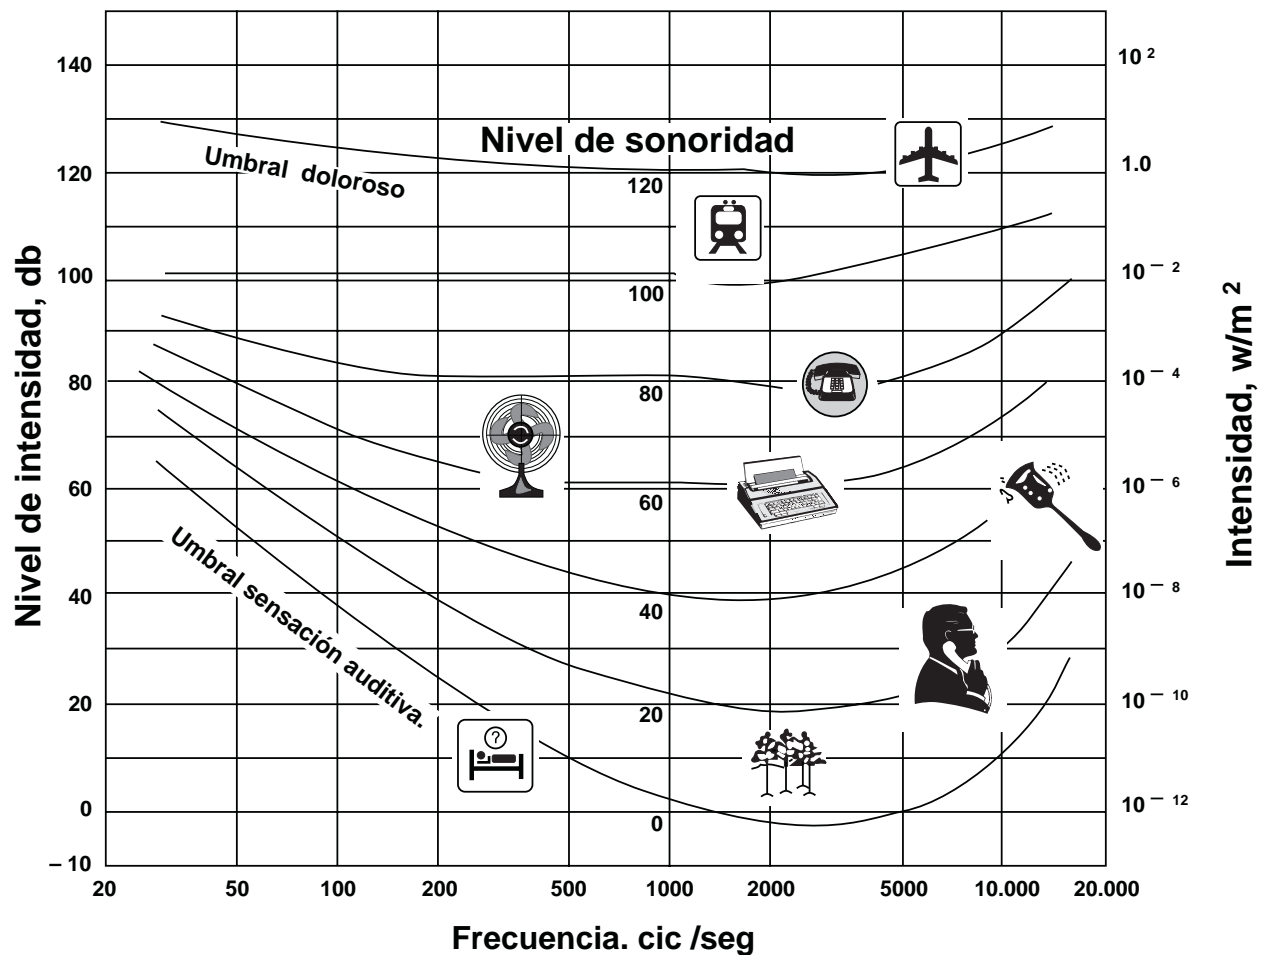 Nivel de intensidad, db
140
120
100
80
60
40
20
0
– 10
Nivel de sonoridad
Umbral doloroso
120
100
80
60
40
20
0
Umbral sensación auditiva.
?
10 2
1.0
10 – 2
10 – 4
10 – 6
10 – 8
10 – 10
10 – 12
Intensidad, w/m 2
20 50 100 200 500 1000 2000 5000 10.000 20.000
Frecuencia. cic /seg